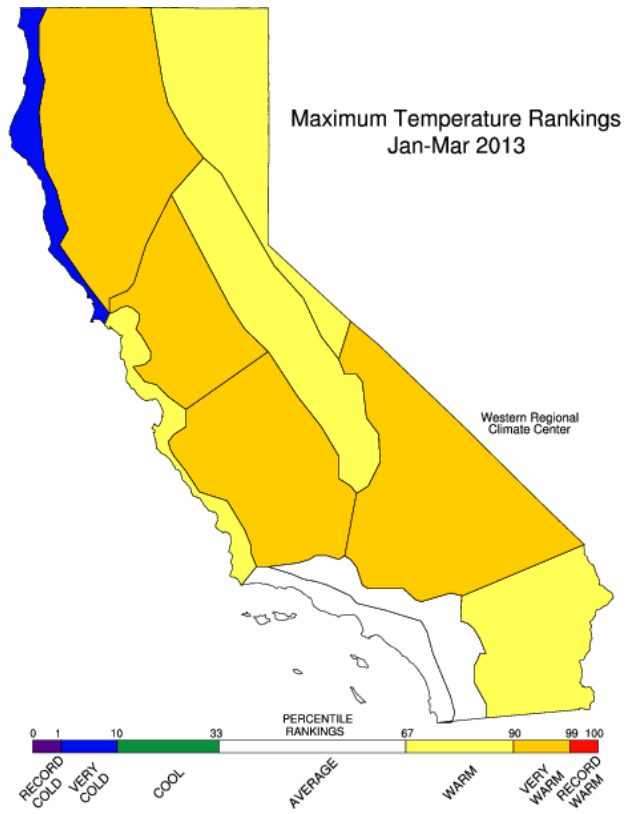 Maximum Temperature Rankings
Jan-Mar 2013
Western Regional
Climate Center
PERCENTILE
RANKINGS
0 1 10 33 67 90 99 100
RECORD
COLD
VERY
COLD
COOL
AVERAGE
WARM
VERY
WARM
RECORD
WARM